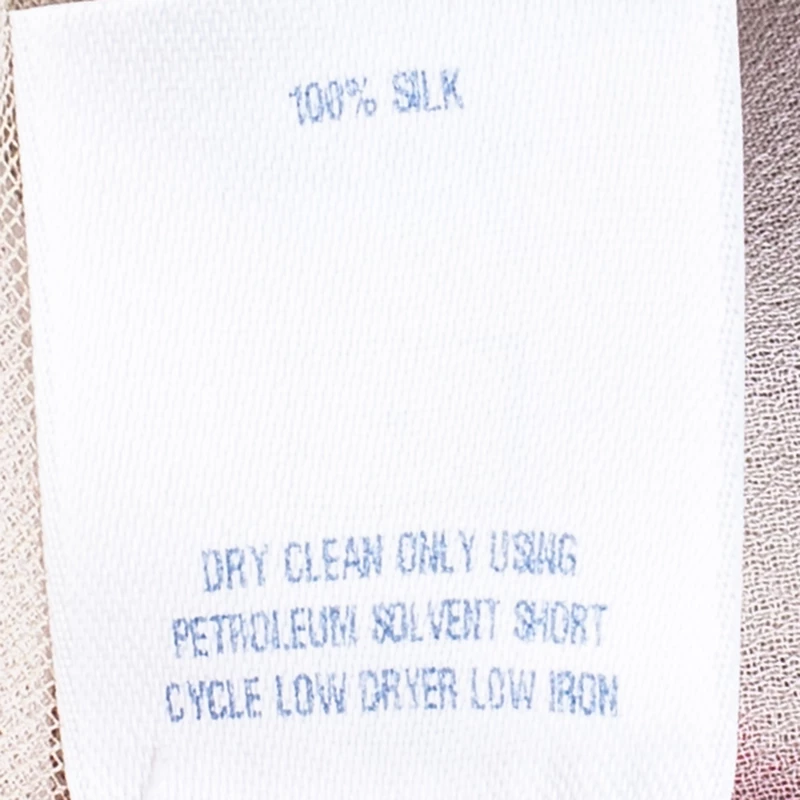 100% SILK
DRY CLEAN ONLY USING
PETROLEUM SOLVENT SHORT
CYCLE LOW DRYER LOW IRON